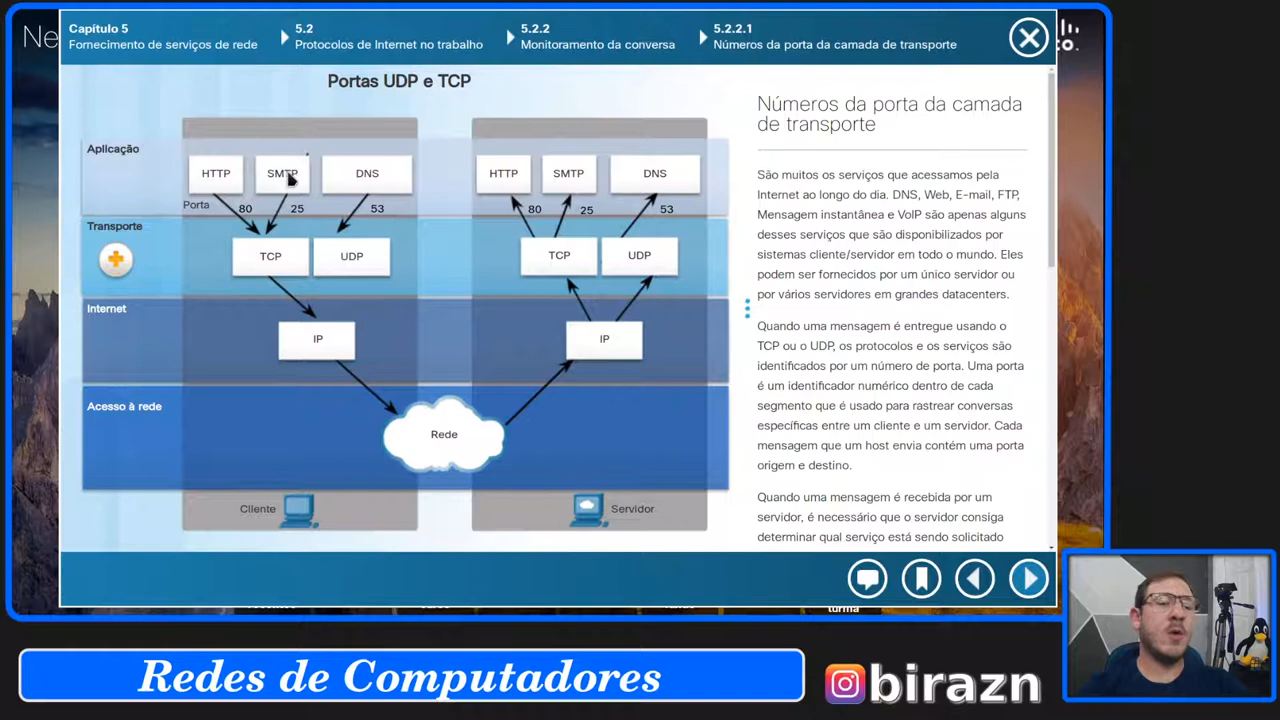 Ne
Capítulo 5
Fornecimento de serviços de rede
5.2
Protocolos de Internet no trabalho
5.2.2
Monitoramento da conversa
5.2.2.1
Números da porta da camada de transporte
Portas UDP e TCP
Aplicação
HTTP
SMTP
DNS
HTTP
SMTP
DNS
Porta
80
25
53
80
25
53
Transporte
TCP
UDP
TCP
UDP
Internet
IP
IP
Acesso à rede
Rede
Cliente
Servidor
Números da porta da camada
de transporte
São muitos os serviços que acessamos pela
Internet ao longo do dia. DNS, Web, E-mail, FTP,
Mensagem instantânea e VoIP são apenas alguns
desses serviços que são disponibilizados por
sistemas cliente/servidor em todo o mundo. Eles
podem ser fornecidos por um único servidor ou
por vários servidores em grandes datacenters.
Quando uma mensagem é entregue usando o
TCP ou o UDP, os protocolos e os serviços são
identificados por um número de porta. Uma porta
é um identificador numérico dentro de cada
segmento que é usado para rastrear conversas
específicas entre um cliente e um servidor. Cada
mensagem que um host envia contém uma porta
origem e destino.
Quando uma mensagem é recebida por um
servidor, é necessário que o servidor consiga
determinar qual serviço está sendo solicitado
turma
Redes de Computadores
birazn